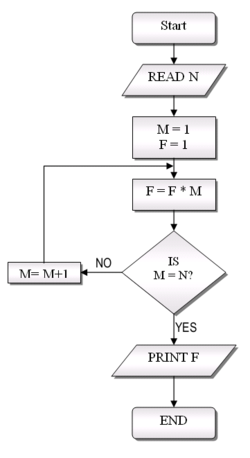 Start
READ N
M = 1
F = 1
F = F * M
IS
M = N?
NO
M= M+1
YES
PRINT F
END